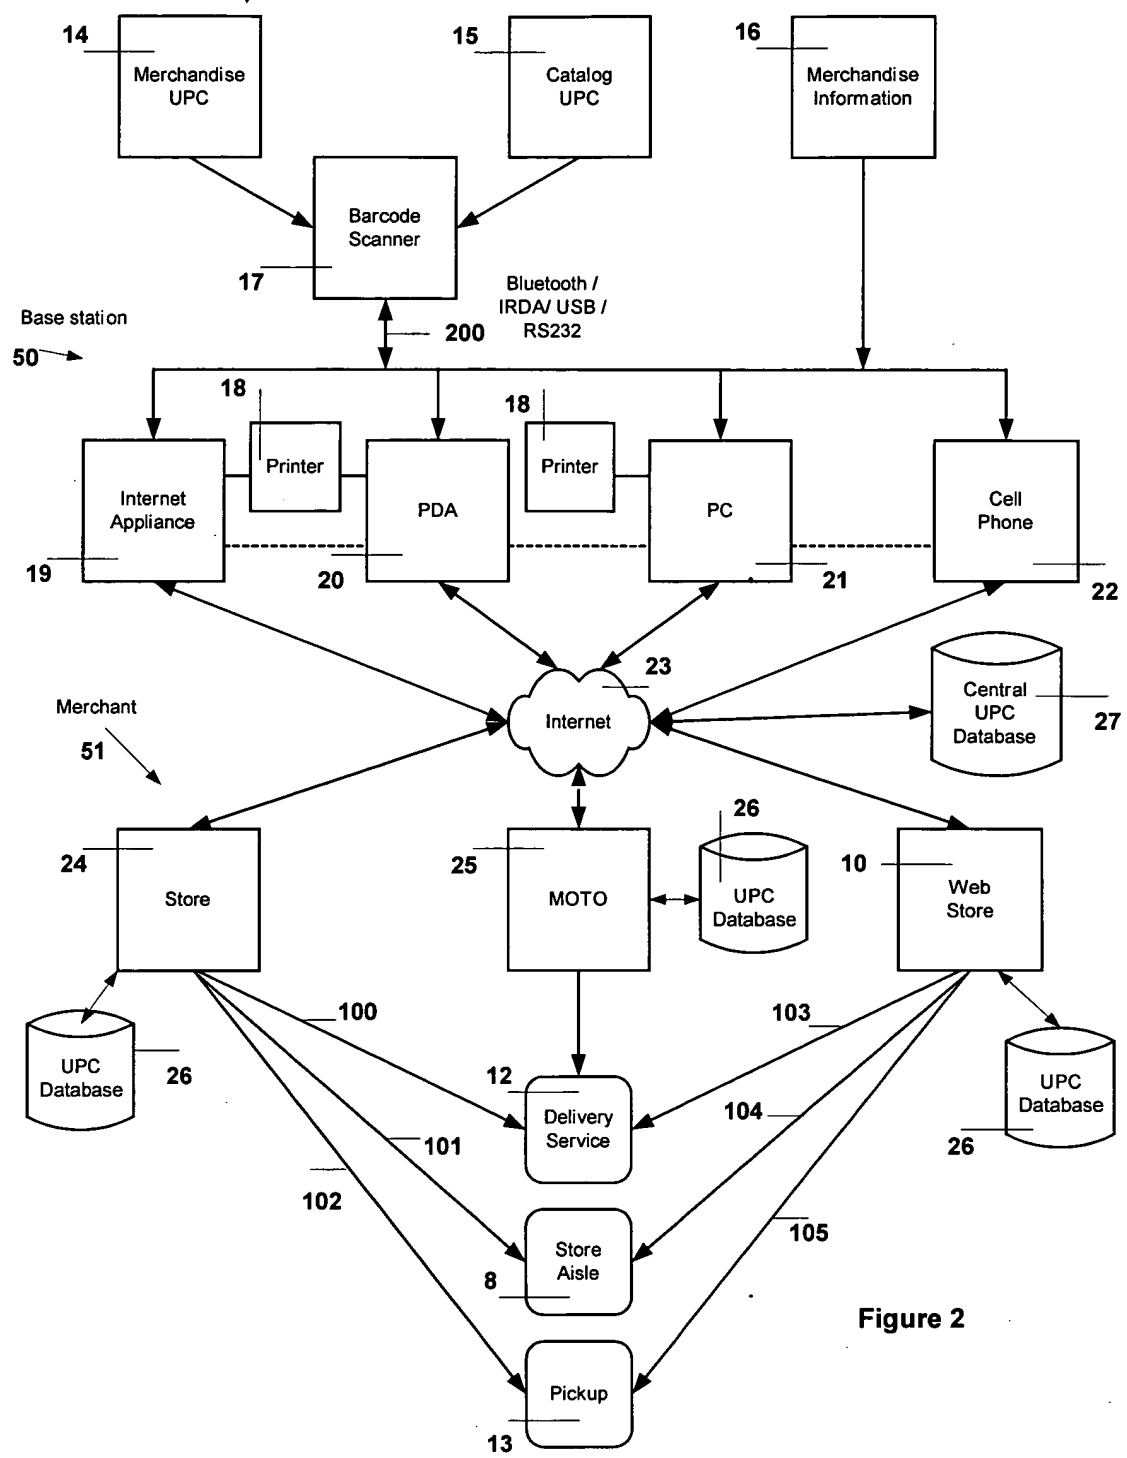 14
Merchandise
UPC
15
Catalog
UPC
16
Merchandise
Information
Barcode
Scanner
17
Bluetooth /
IRDA/ USB /
RS232
200
Base station
50
18
Printer
18
Printer
Internet
Appliance
19
PDA
20
PC
21
Cell
Phone
22
23
Internet
Central
UPC
Database
27
Merchant
51
24
Store
25
MOTO
26
UPC
Database
10
Web
Store
UPC
Database
26
100
101
102
103
104
105
UPC
Database
26
12
Delivery
Service
Store
Aisle
8
Pickup
13
Figure 2